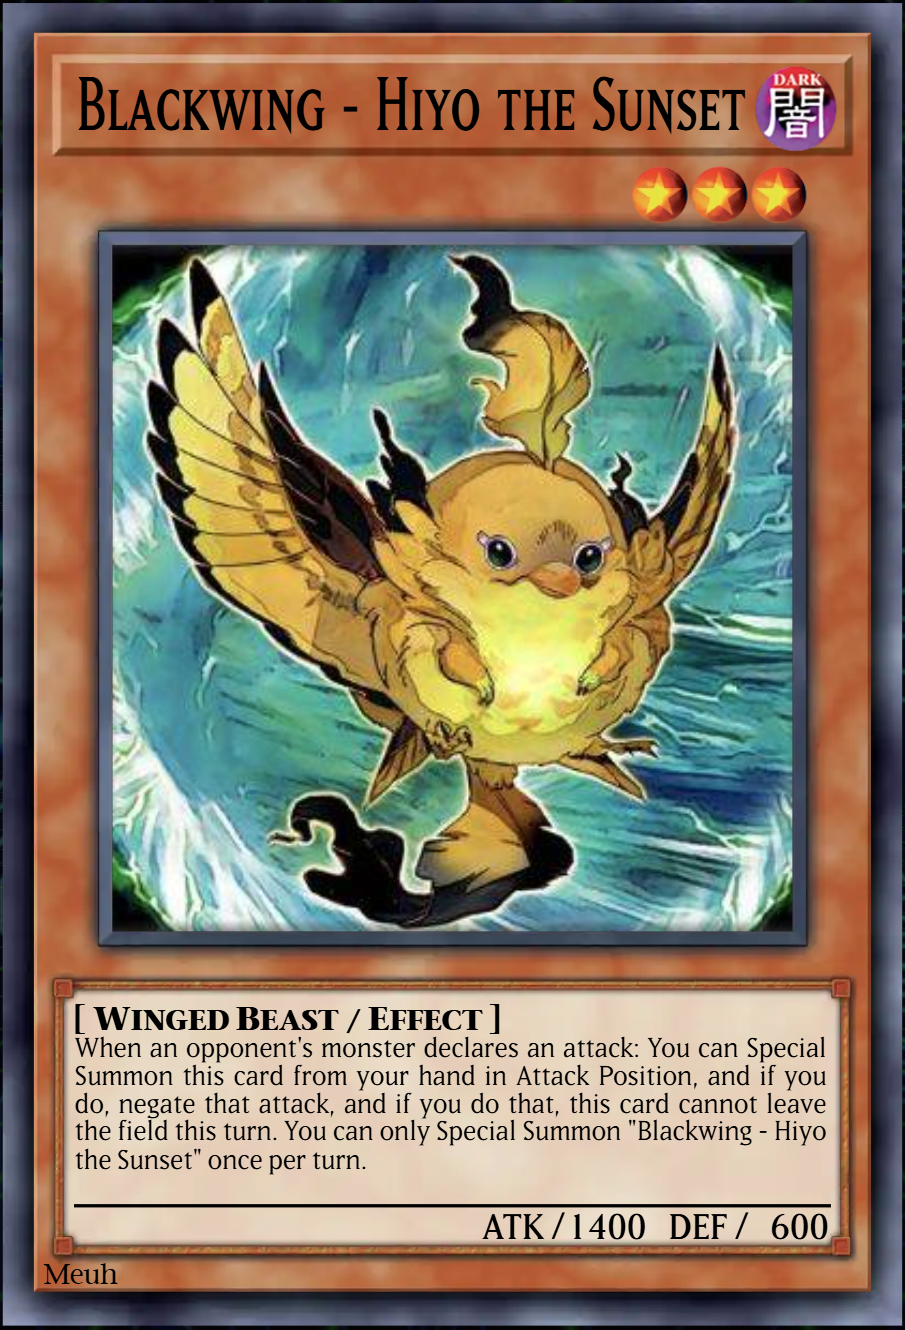 Blackwing - Hiyo the Sunset
DARK
闇
[ Winged Beast / Effect ]
When an opponent's monster declares an attack: You can Special
Summon this card from your hand in Attack Position, and if you
do, negate that attack, and if you do that, this card cannot leave
the field this turn. You can only Special Summon "Blackwing - Hiyo
the Sunset" once per turn.
ATK / 1400 DEF / 600
Meuh